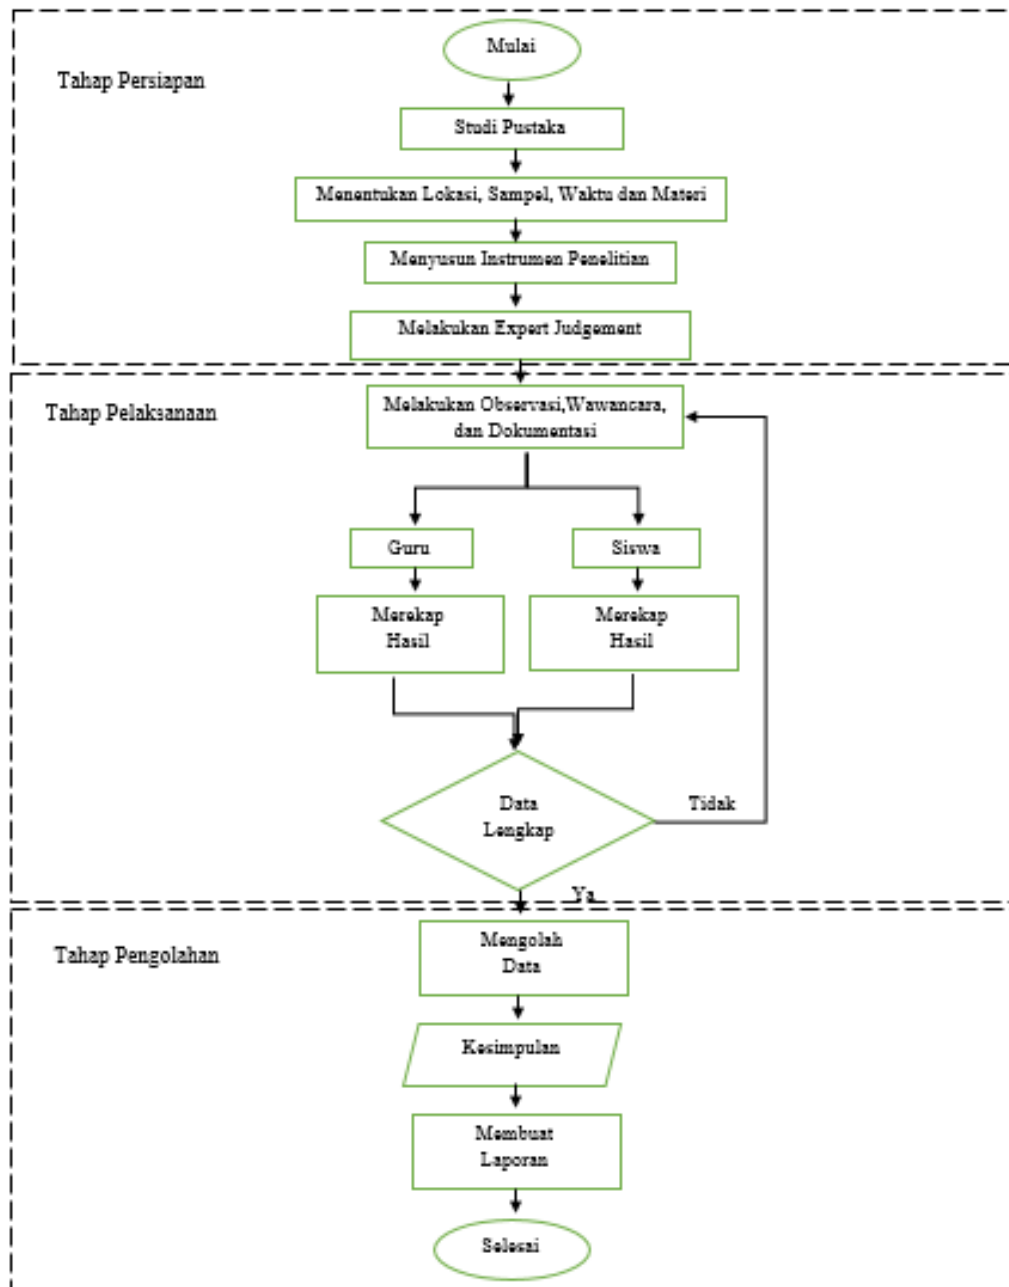 Mulai
Tahap Persiapan
Studi Pustaka
Menentukan Lokasi, Sampel, Waktu dan Materi
Menyusun Instrumen Penelitian
Melakukan Expert Judgement
Tahap Pelaksanaan
Melakukan Observasi,Wawancara,
dan Dokumentasi
Guru
Siswa
Merekap
Hasil
Merekap
Hasil
Data
Lengkap
Tidak
Ya
Tahap Pengolahan
Mengolah
Data
Kesimpulan
Membuat
Laporan
Selesai